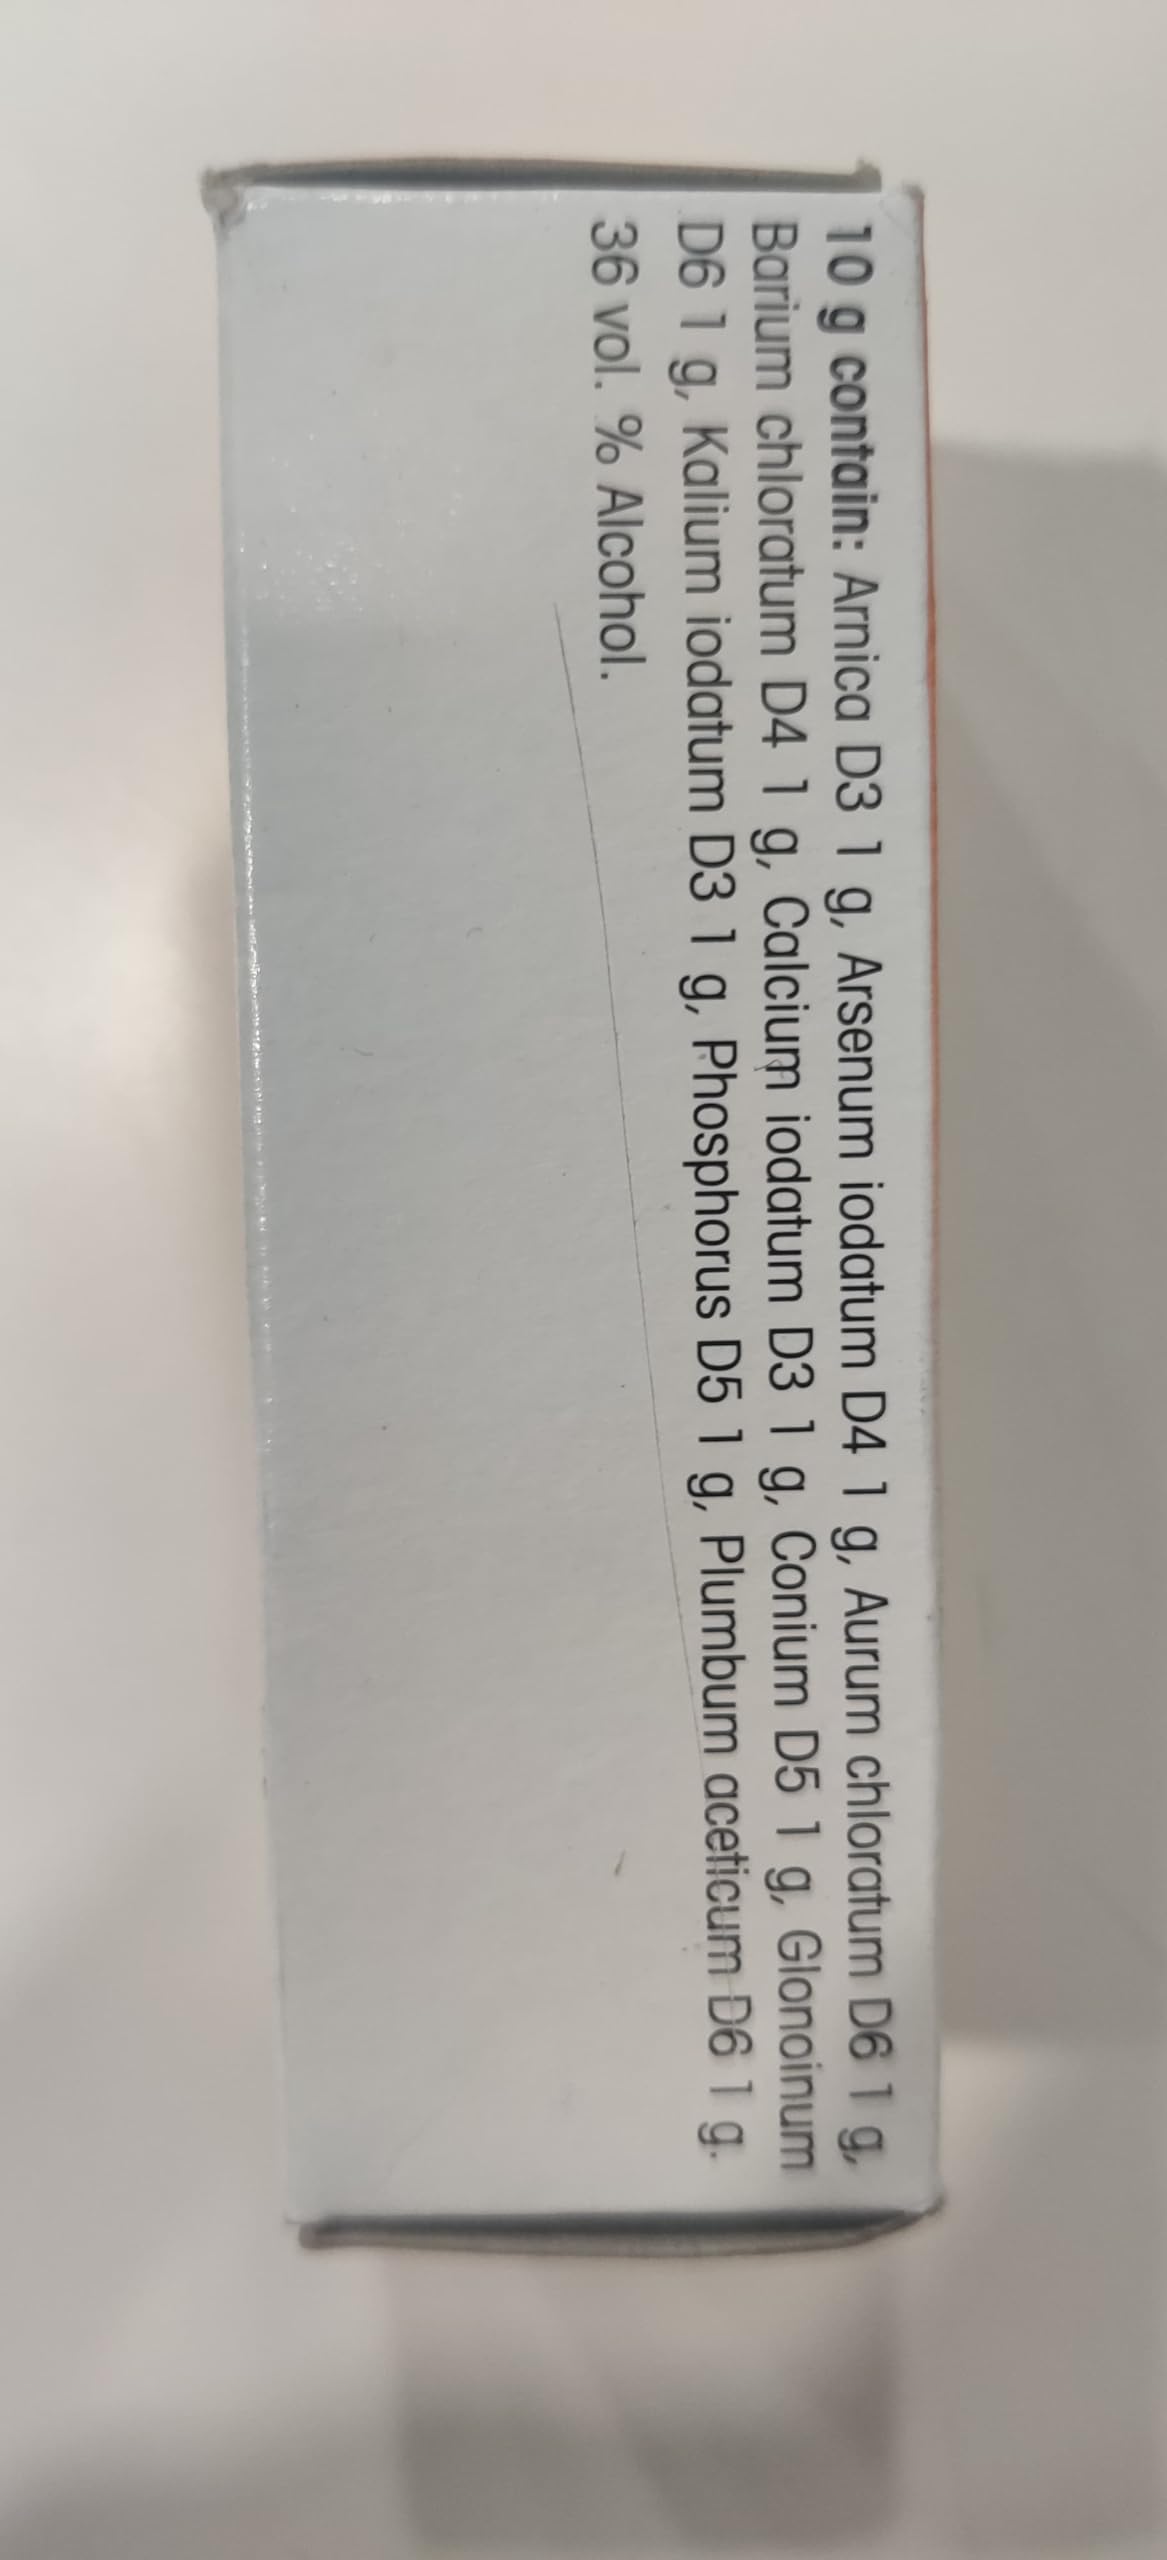 10 g contain: Arnica D3 1 g, Arsenum iodatum D4 1 g, Aurum chloratum D6 1 g,
Barium chloratum D4 1 g, Calcium iodatum D3 1 g, Conium D5 1 g, Glonoinum
D6 1 g, Kalium iodatum D3 1 g, Phosphorus D5 1 g, Plumbum aceticum D6 1 g.
36 vol. % Alcohol.